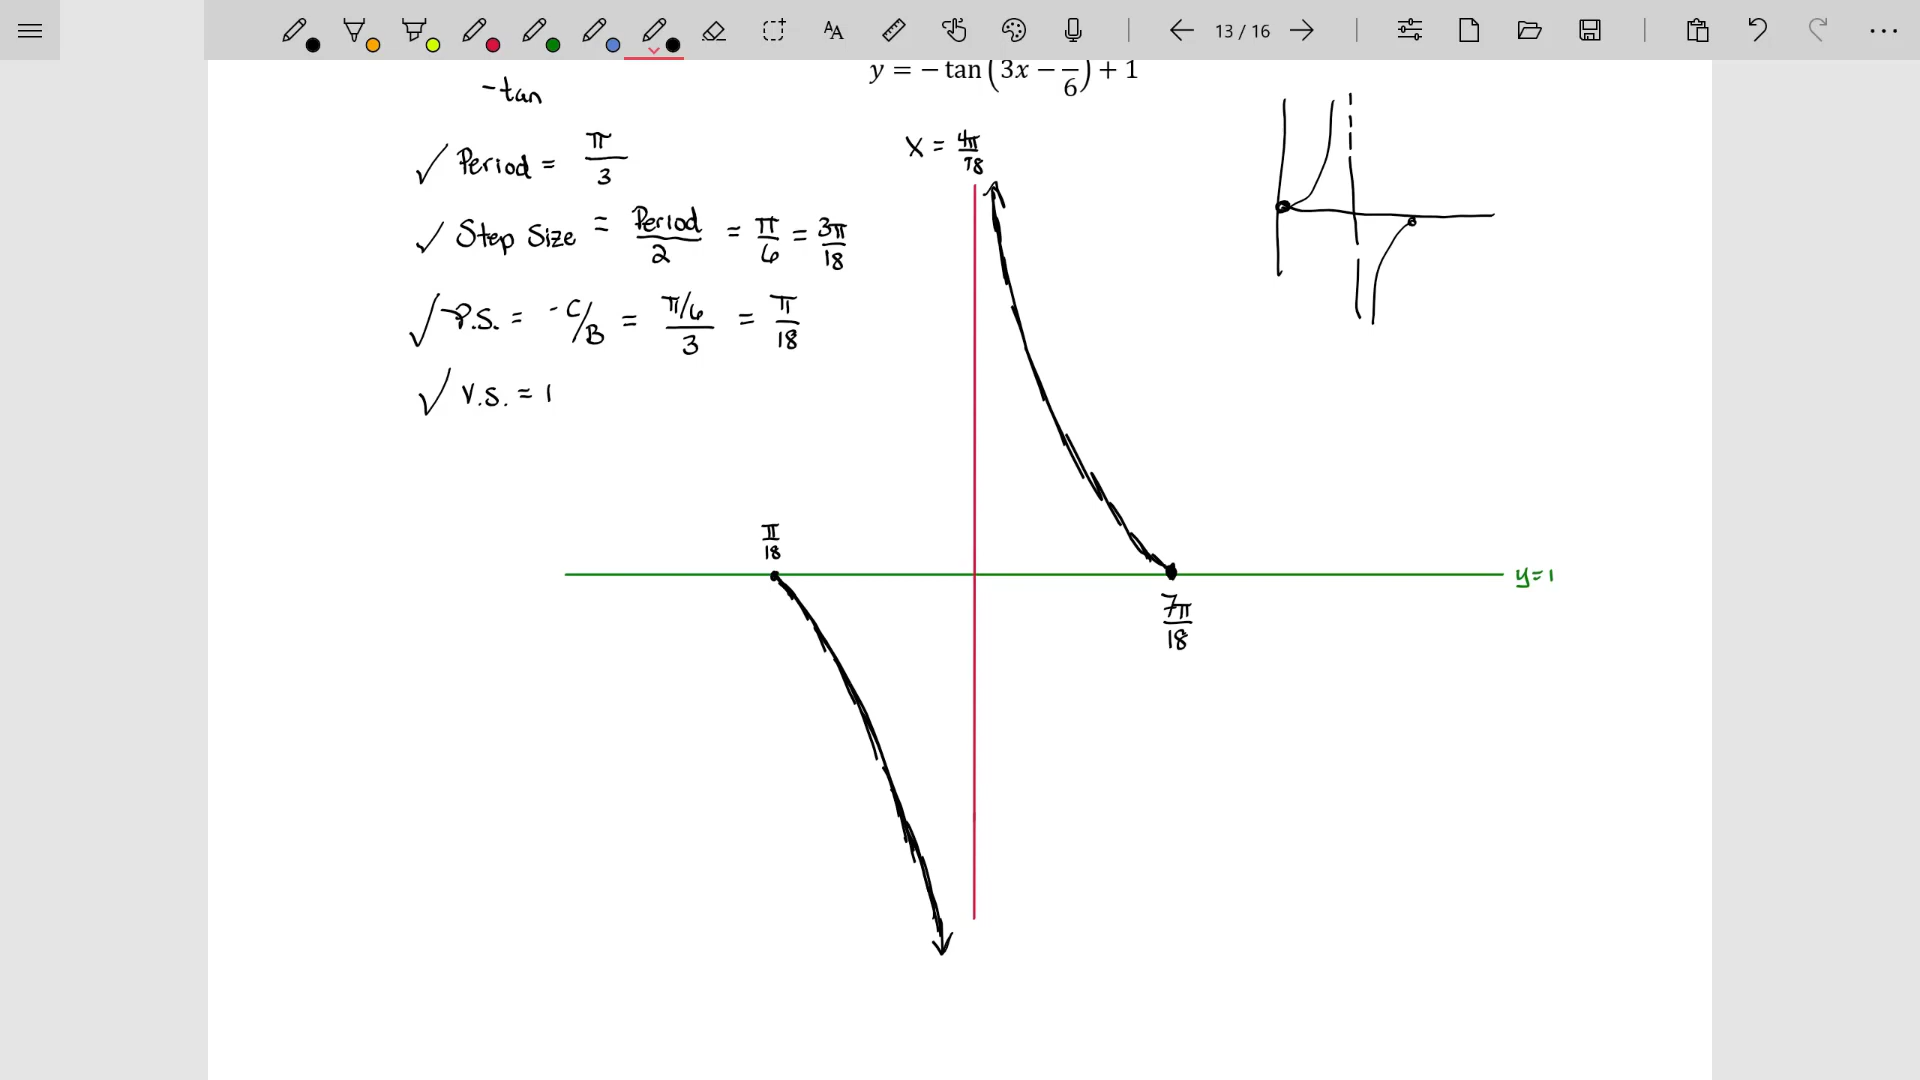 13 / 16
y = − tan (3x − —/6) + 1
-tan
✓ Period = π/3
✓ Step Size = Period/2 = π/6 = 3π/18
✓ P.S. = -C/B = (π/6)/3 = π/18
✓ V.S. = 1
x = 4π/18
π/18
y=1
7π/18